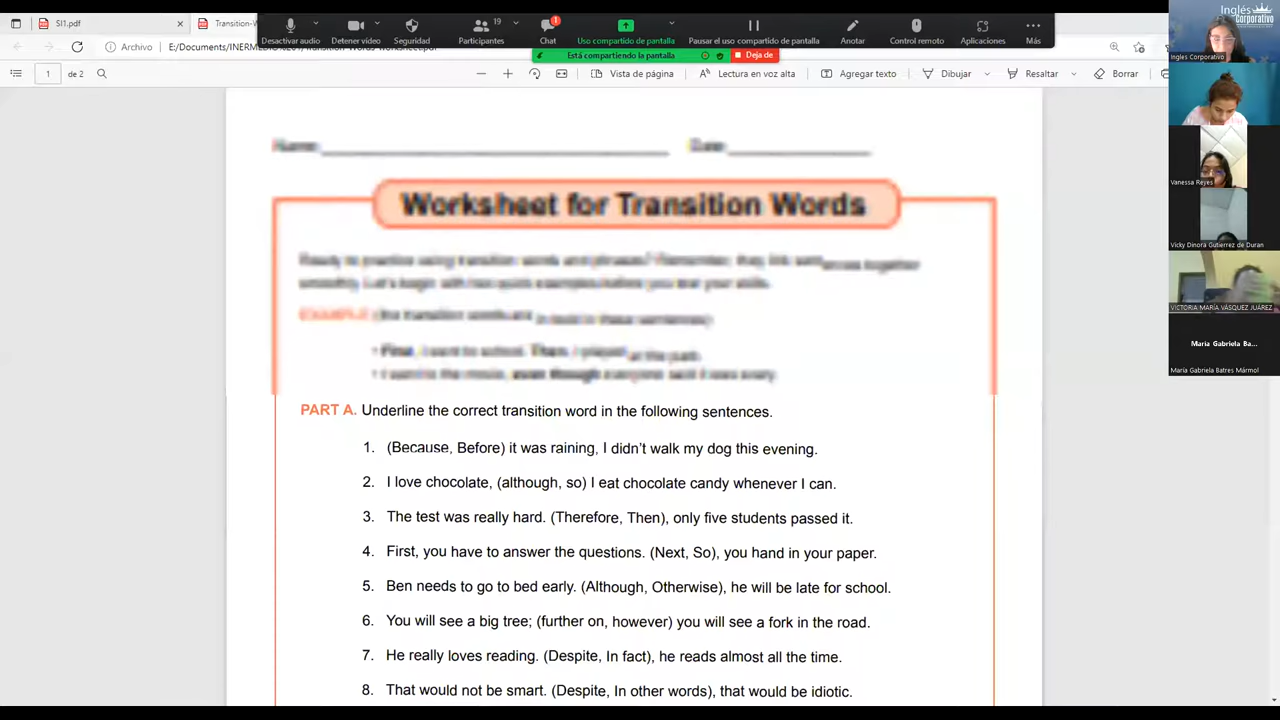 SI1.pdf
Transition-W
Desactivar audio
Detener vídeo
Seguridad
19
Participantes
1
Chat
Uso compartido de pantalla
Pausar el uso compartido de pantalla
Anotar
Control remoto
Aplicaciones
Más
Está compartiendo la pantalla
Deja de
Archivo
1
de 2
Vista de página
Lectura en voz alta
Agregar texto
Dibujar
Resaltar
Borrar
Name
Date
Worksheet for Transition Words
EXAMPLE
PART A. Underline the correct transition word in the following sentences.
1. (Because, Before) it was raining, I didn't walk my dog this evening.
2. I love chocolate, (although, so) I eat chocolate candy whenever I can.
3. The test was really hard. (Therefore, Then), only five students passed it.
4. First, you have to answer the questions. (Next, So), you hand in your paper.
5. Ben needs to go to bed early. (Although, Otherwise), he will be late for school.
6. You will see a big tree; (further on, however) you will see a fork in the road.
7. He really loves reading. (Despite, In fact), he reads almost all the time.
8. That would not be smart. (Despite, In other words), that would be idiotic.
Inglés
Corporativo
Ingles Corporativo
Vanessa Reyes
Vicky Dinora Gutierrez de Duran
VICTORIA MARÍA VÁSQUEZ JUÁREZ
Maria Gabriela Ba...
María Gabriela Batres Mármol